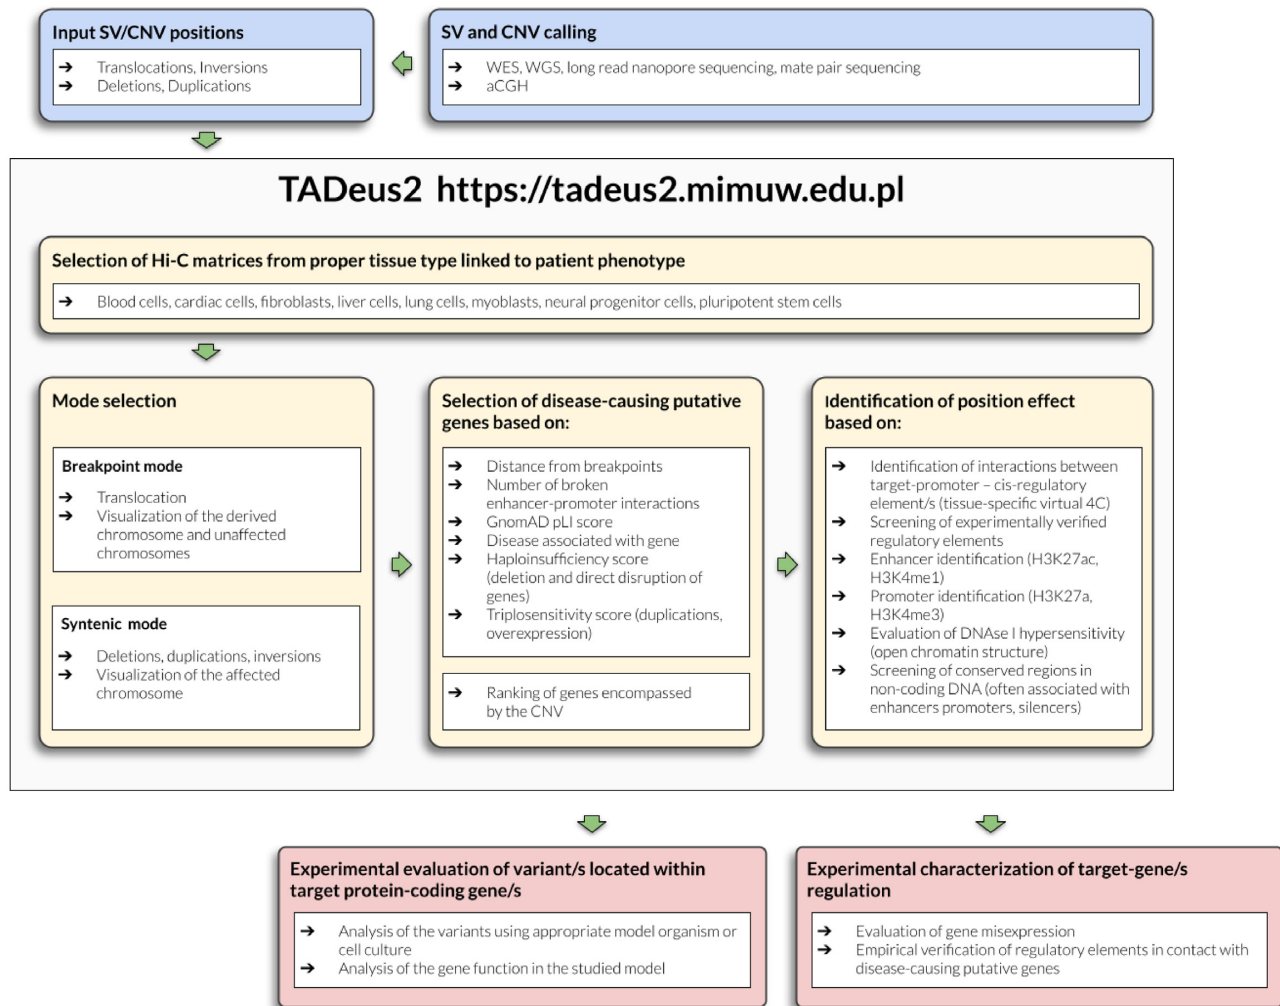 Input SV/CNV positions
➔ Translocations, Inversions
➔ Deletions, Duplications
SV and CNV calling
➔ WES, WGS, long read nanopore sequencing, mate pair sequencing
➔ aCGH
TADeus2 https://tadeus2.mimuw.edu.pl
Selection of Hi-C matrices from proper tissue type linked to patient phenotype
➔ Blood cells, cardiac cells, fibroblasts, liver cells, lung cells, myoblasts, neural progenitor cells, pluripotent stem cells
Mode selection
Breakpoint mode
➔ Translocation
➔ Visualization of the derived
chromosome and unaffected
chromosomes
Syntenic mode
➔ Deletions, duplications, inversions
➔ Visualization of the affected
chromosome
Selection of disease-causing putative
genes based on:
➔ Distance from breakpoints
➔ Number of broken
enhancer-promoter interactions
➔ GnomAD pLI score
➔ Disease associated with gene
➔ Haploinsufficiency score
(deletion and direct disruption of
genes)
➔ Triplosensitivity score (duplications,
overexpression)
➔ Ranking of genes encompassed
by the CNV
Identification of position effect
based on:
➔ Identification of interactions between
target-promoter – cis-regulatory
element/s (tissue-specific virtual 4C)
➔ Screening of experimentally verified
regulatory elements
➔ Enhancer identification (H3K27ac,
H3K4me1)
➔ Promoter identification (H3K27a,
H3K4me3)
➔ Evaluation of DNAse I hypersensitivity
(open chromatin structure)
➔ Screening of conserved regions in
non-coding DNA (often associated with
enhancers promoters, silencers)
Experimental evaluation of variant/s located within
target protein-coding gene/s
➔ Analysis of the variants using appropriate model organism or
cell culture
➔ Analysis of the gene function in the studied model
Experimental characterization of target-gene/s
regulation
➔ Evaluation of gene misexpression
➔ Empirical verification of regulatory elements in contact with
disease-causing putative genes